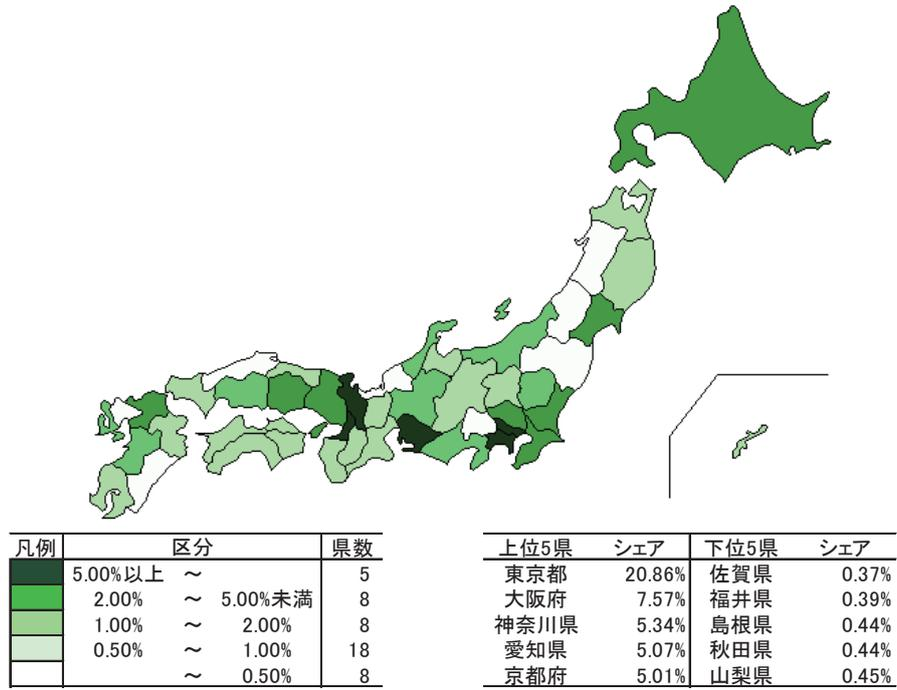 凡例 区分 県数 上位5県 シェア 下位5県 シェア
5.00%以上 ～ 5 東京都 20.86% 佐賀県 0.37%
2.00% ～ 5.00%未満 8 大阪府 7.57% 福井県 0.39%
1.00% ～ 2.00% 8 神奈川県 5.34% 島根県 0.44%
0.50% ～ 1.00% 18 愛知県 5.07% 秋田県 0.44%
～ 0.50% 8 京都府 5.01% 山梨県 0.45%